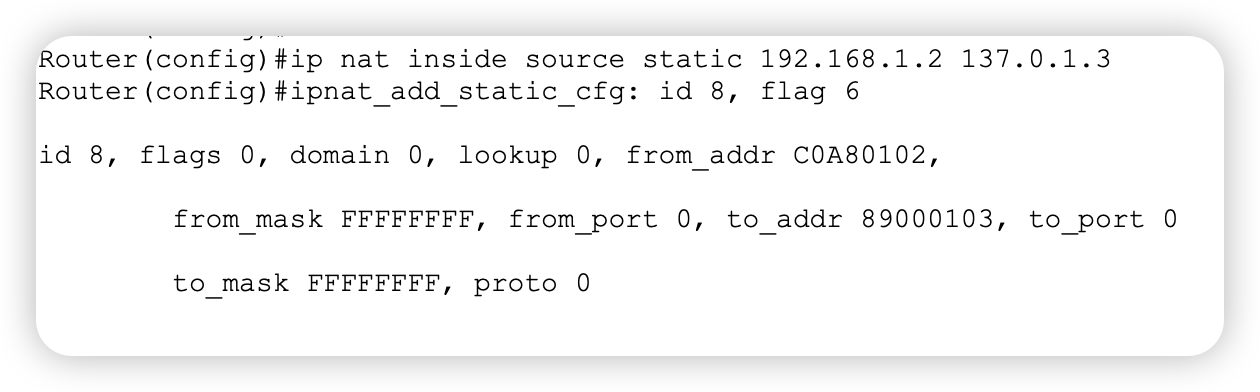 Router(config)#ip nat inside source static 192.168.1.2 137.0.1.3
Router(config)#ipnat_add_static_cfg: id 8, flag 6
id 8, flags 0, domain 0, lookup 0, from_addr C0A80102,
from_mask FFFFFFFF, from_port 0, to_addr 89000103, to_port 0
to_mask FFFFFFFF, proto 0